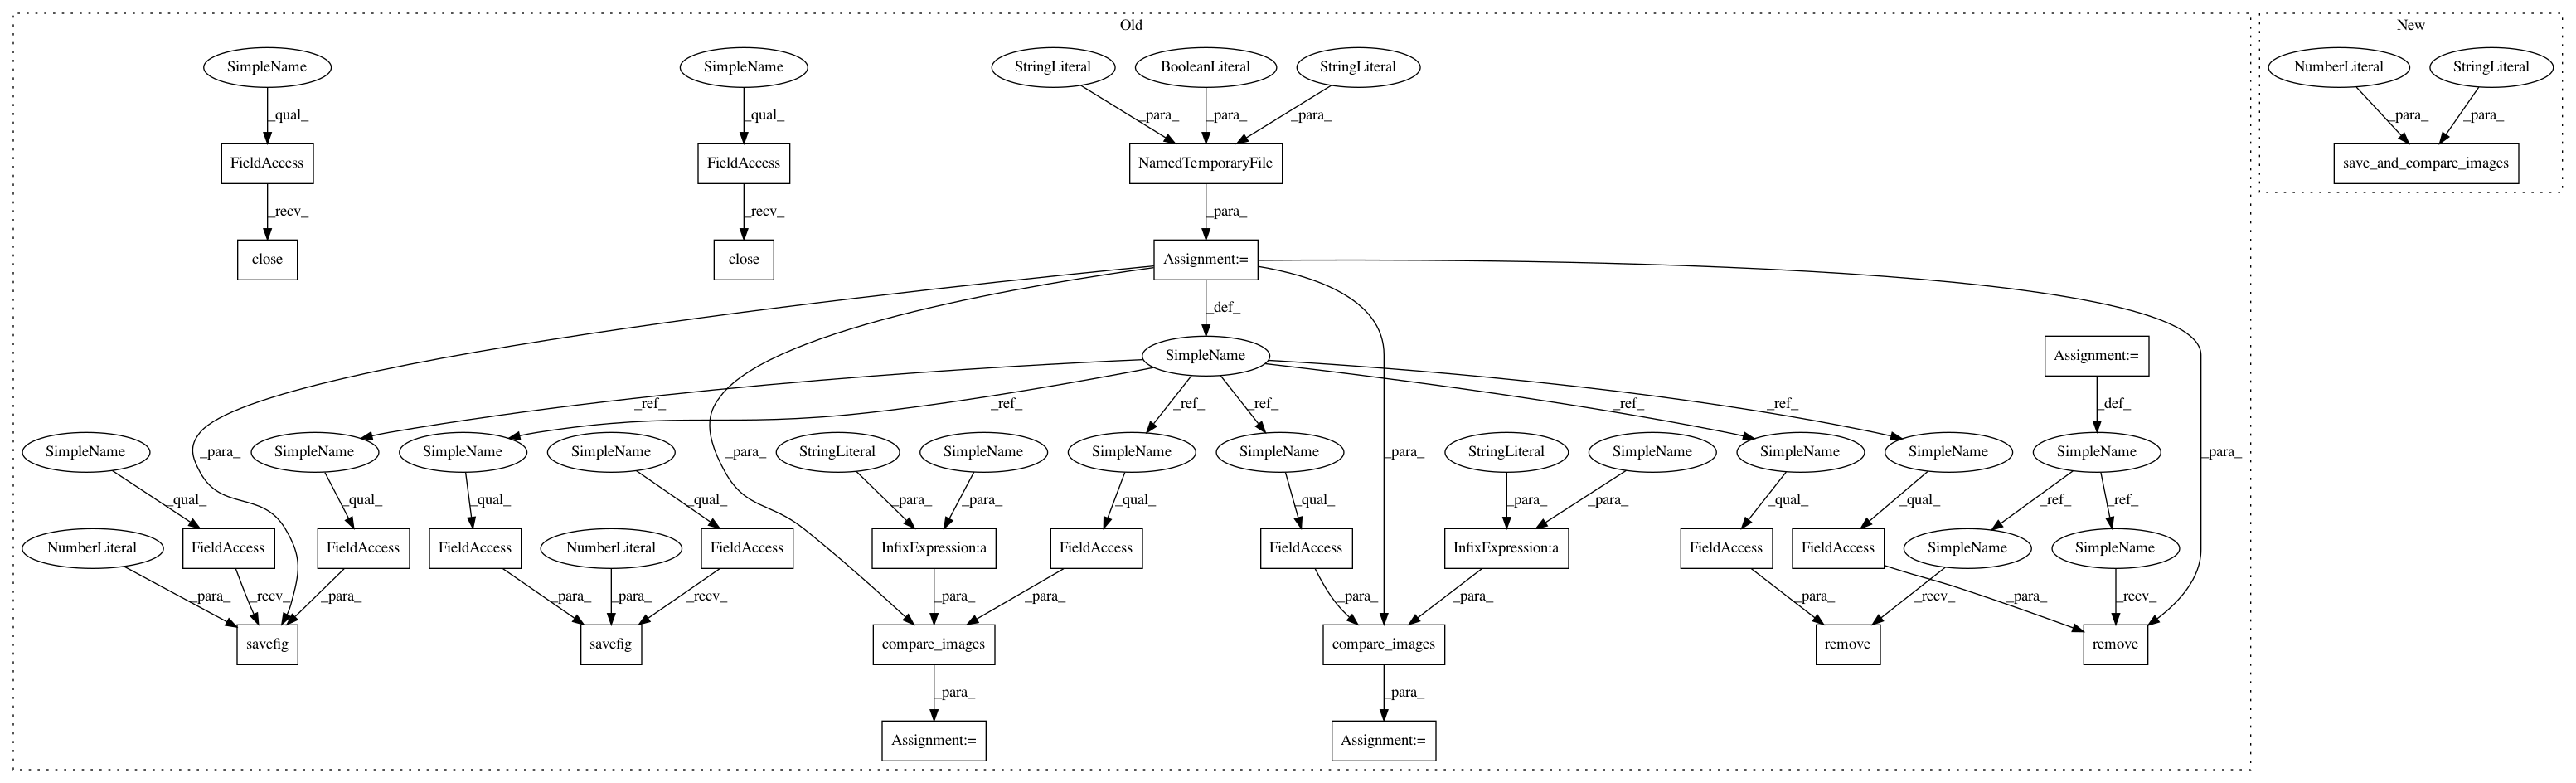 Old
New
SimpleName
SimpleName
StringLiteral
BooleanLiteral
StringLiteral
NumberLiteral
StringLiteral
_qual_
_qual_
_para_
_para_
_para_
_para_
_para_
FieldAccess
FieldAccess
NamedTemporaryFile
save_and_compare_images
_recv_
_recv_
_para_
close
close
Assignment:=
_def_
SimpleName
Assignment:=
_ref_
_ref_
_ref_
_ref_
_ref_
_ref_
_def_
SimpleName
_para_
SimpleName
SimpleName
SimpleName
_para_
StringLiteral
SimpleName
SimpleName
SimpleName
_para_
StringLiteral
SimpleName
SimpleName
SimpleName
SimpleName
_para_
_qual_
_qual_
_qual_
_qual_
_para_
_para_
_qual_
_qual_
_para_
_para_
_qual_
_qual_
_ref_
_ref_
NumberLiteral
FieldAccess
FieldAccess
FieldAccess
NumberLiteral
FieldAccess
InfixExpression:a
FieldAccess
FieldAccess
InfixExpression:a
FieldAccess
FieldAccess
SimpleName
SimpleName
_para_
_recv_
_para_
_para_
_para_
_recv_
_para_
_para_
_para_
_para_
_para_
_recv_
_para_
_recv_
savefig
savefig
compare_images
compare_images
remove
remove
_para_
_para_
Assignment:=
Assignment:=